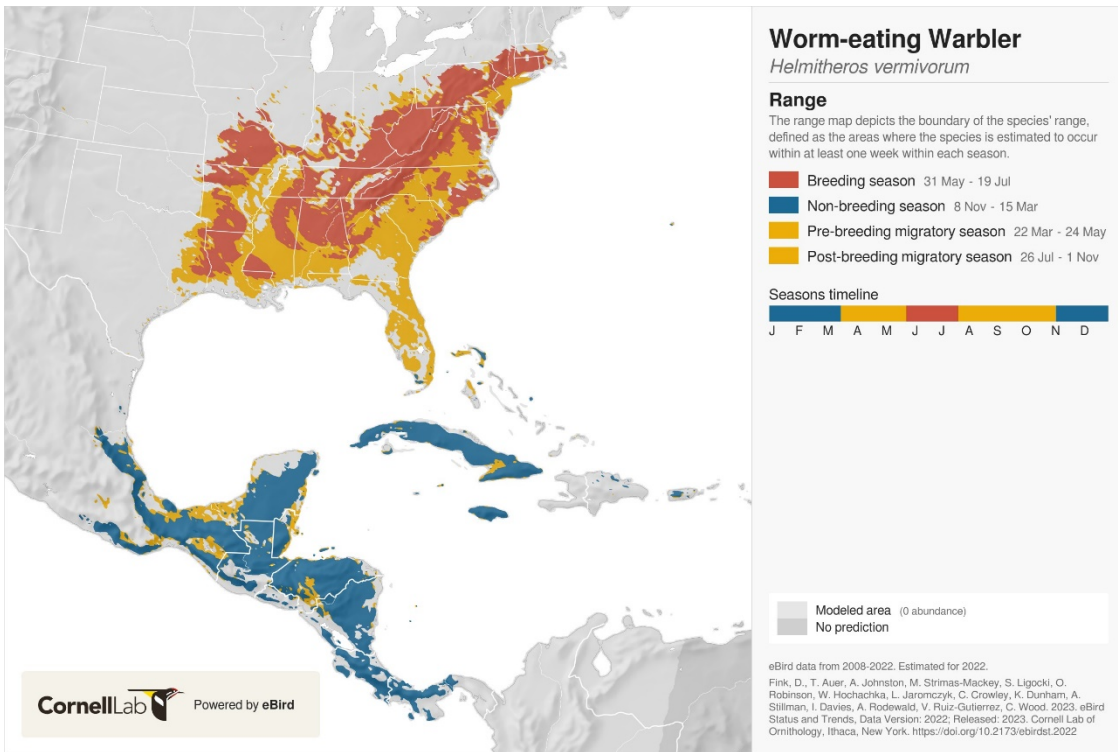 Worm-eating Warbler
Helmitheros vermivorum
Range
The range map depicts the boundary of the species' range,
defined as the areas where the species is estimated to occur
within at least one week within each season.
Breeding season 31 May - 19 Jul
Non-breeding season 8 Nov - 15 Mar
Pre-breeding migratory season 22 Mar - 24 May
Post-breeding migratory season 26 Jul - 1 Nov
Seasons timeline
J F M A M J J A S O N D
Modeled area (0 abundance)
No prediction
eBird data from 2008-2022. Estimated for 2022.
Fink, D., T. Auer, A. Johnston, M. Strimas-Mackey, S. Ligocki, O.
Robinson, W. Hochachka, L. Jaromczyk, C. Crowley, K. Dunham, A.
Stillman, I. Davies, A. Rodewald, V. Ruiz-Gutierrez, C. Wood. 2023. eBird
Status and Trends, Data Version: 2022; Released: 2023. Cornell Lab of
Ornithology, Ithaca, New York. https://doi.org/10.2173/ebirdst.2022
CornellLab Powered by eBird